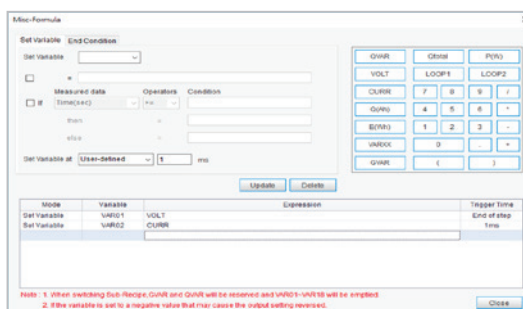 Misc-Formula
Set Variable End Condition
Set Variable
=
Measured data Operators Condition
If Time(sec) <=
then =
else =
Set Variable at User-defined 1 ms
QVAR Qtotal P(W)
VOLT LOOP1 LOOP2
CURR 7 8 9 /
Q(Ah) 4 5 6 *
E(Wh) 1 2 3 -
VARXX 0 . +
GVAR ( )
Update Delete
Mode Variable Expression Trigger Time
Set Variable VAR01 VOLT End of step
Set Variable VAR02 CURR 1ms
Note : 1. When switching Sub-Recipe, GVAR and QVAR will be reserved and VAR01~VAR18 will be emptied.
2. If the variable is set to a negative value that may cause the output setting reversed.
Close